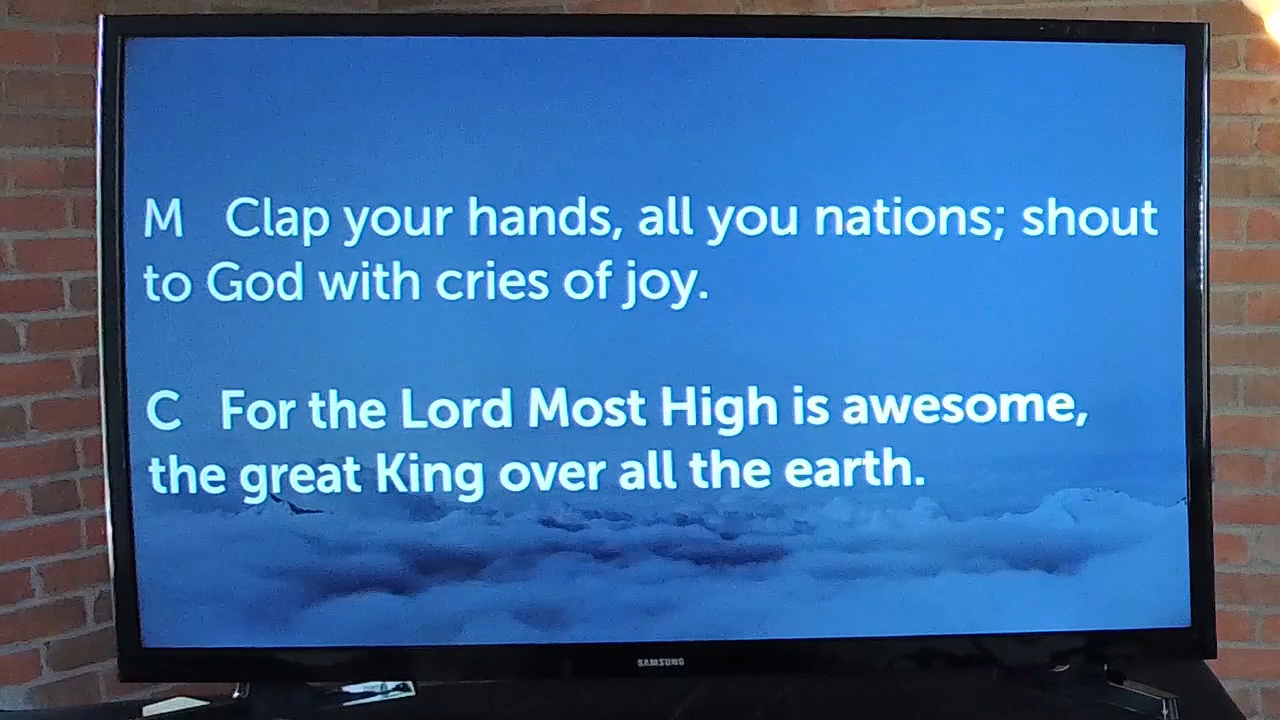 M Clap your hands, all you nations; shout
to God with cries of joy.
C For the Lord Most High is awesome,
the great King over all the earth.
SAMSUNG